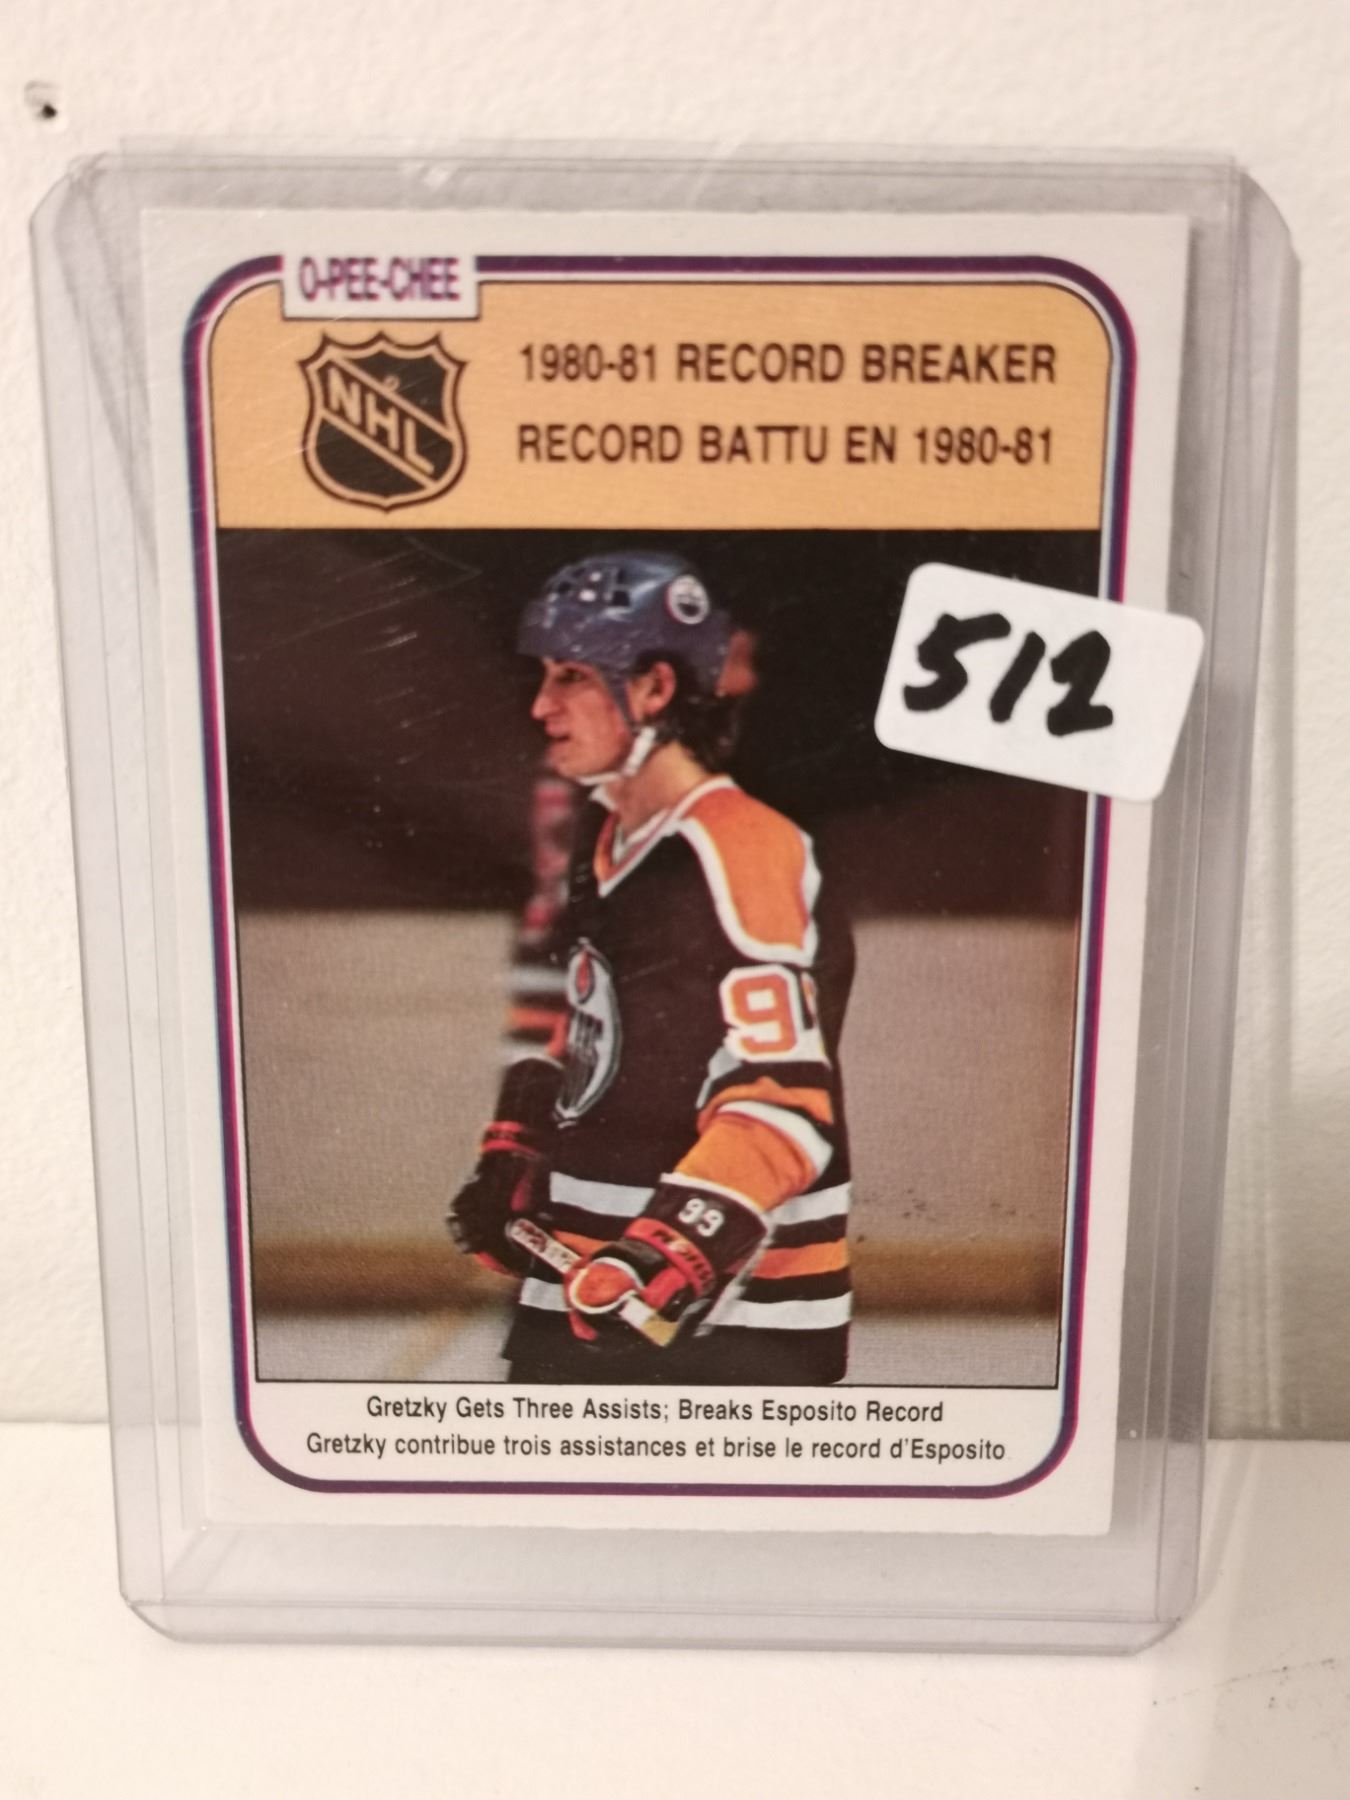 O-PEE-CHEE
NHL
1980-81 RECORD BREAKER
RECORD BATTU EN 1980-81
512
9
99
Gretzky Gets Three Assists; Breaks Esposito Record
Gretzky contribue trois assistances et brise le record d'Esposito